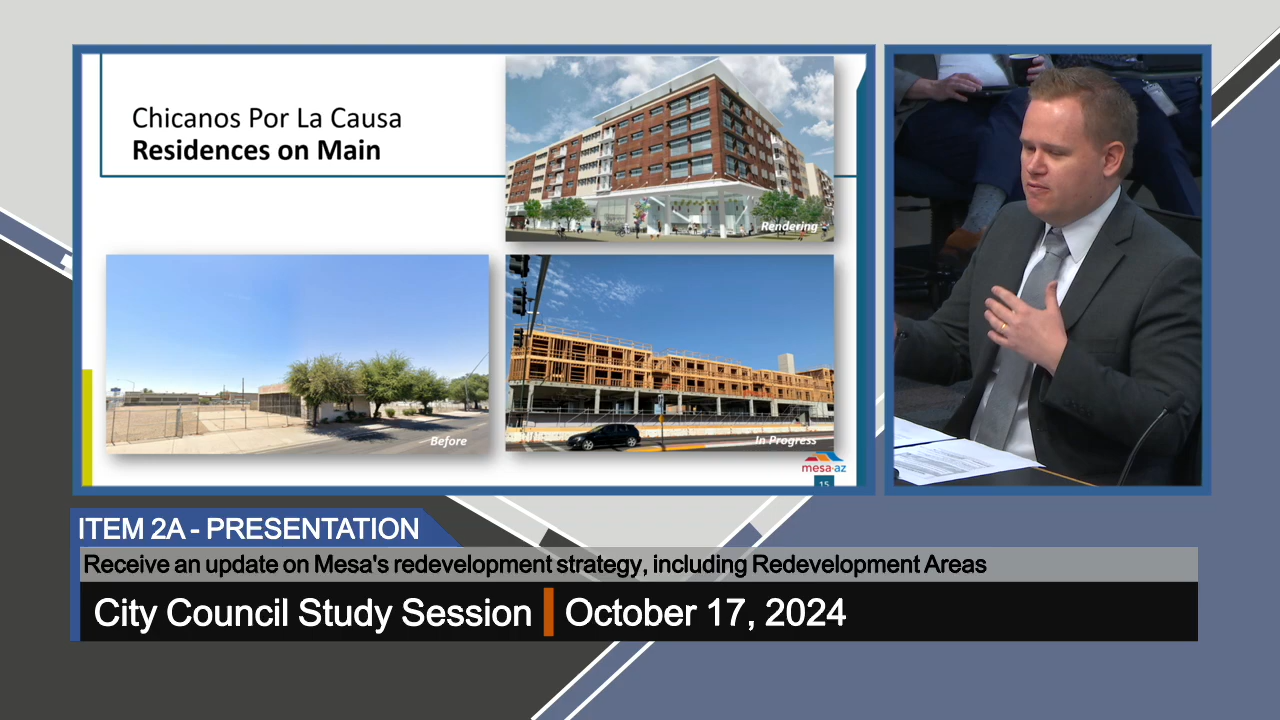 Chicanos Por La Causa
Residences on Main
Rendering
Before
In Progress
mesa·az
15
ITEM 2A - PRESENTATION
Receive an update on Mesa's redevelopment strategy, including Redevelopment Areas
City Council Study Session
October 17, 2024